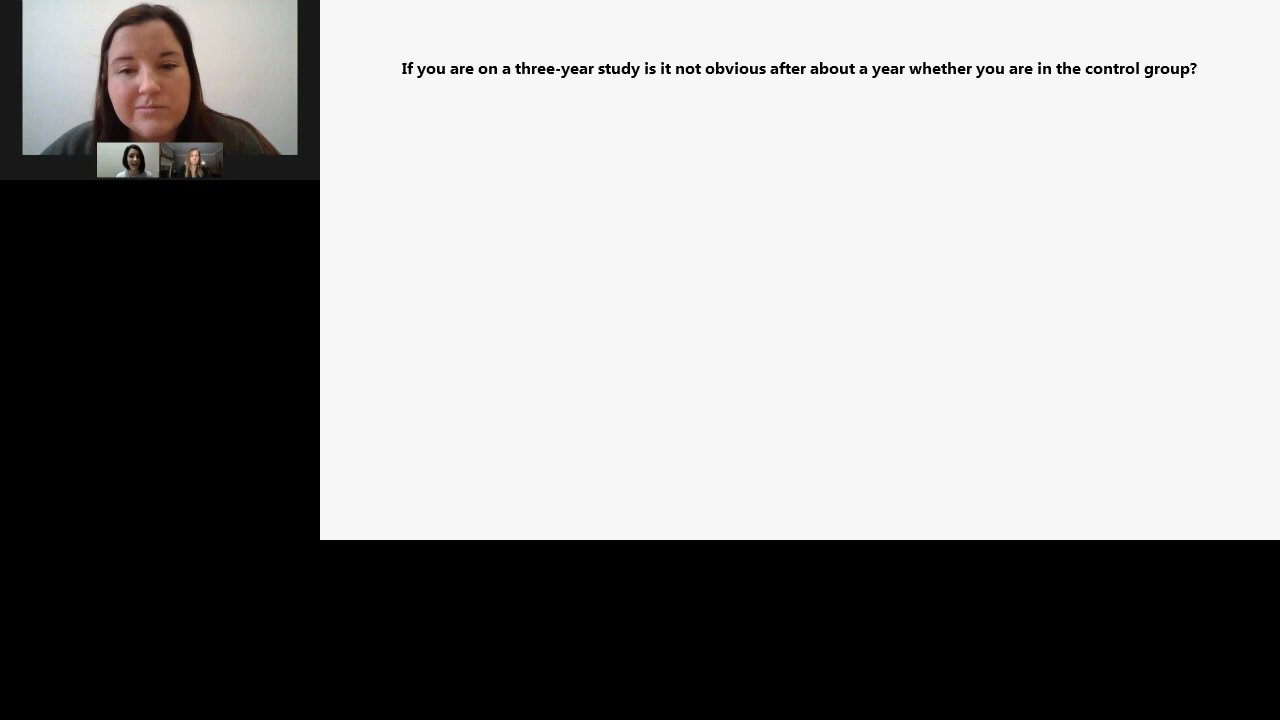 If you are on a three-year study is it not obvious after about a year whether you are in the control group?